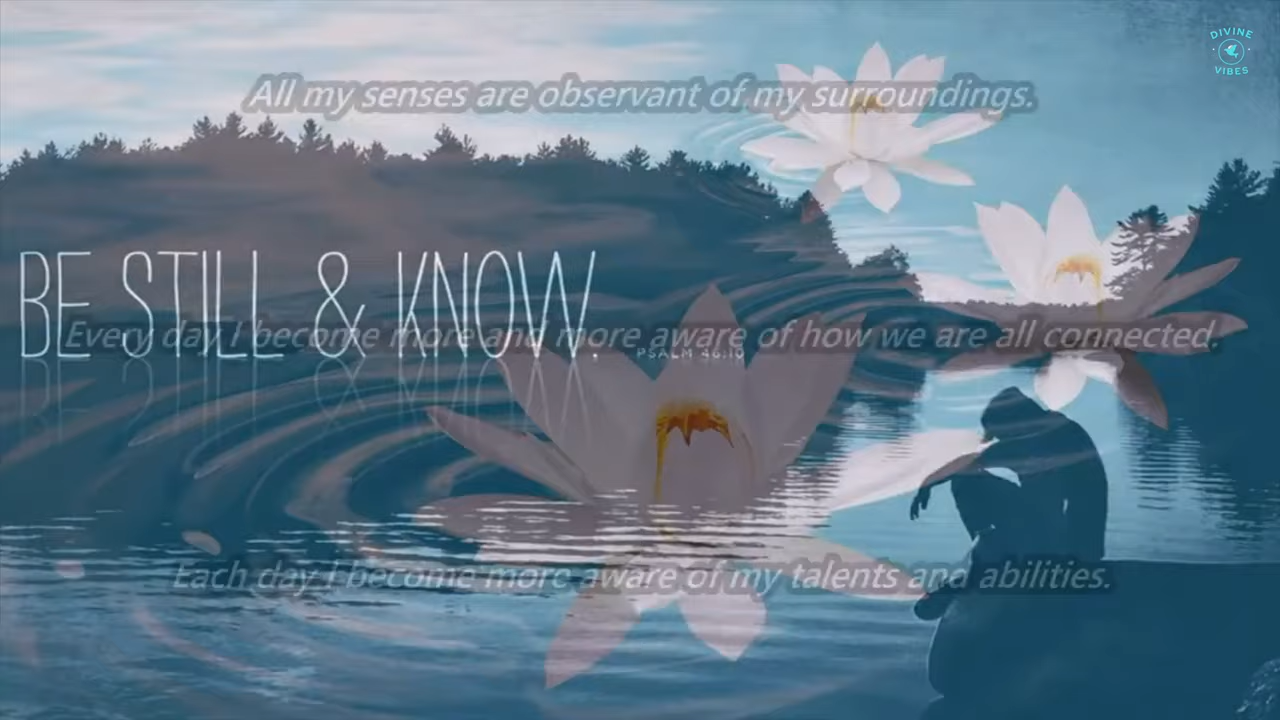 DIVINE
VIBES
All my senses are observant of my surroundings.
BE STILL & KNOW.
PSALM 46:10
Every day I become more and more aware of how we are all connected.
Each day I become more aware of my talents and abilities.